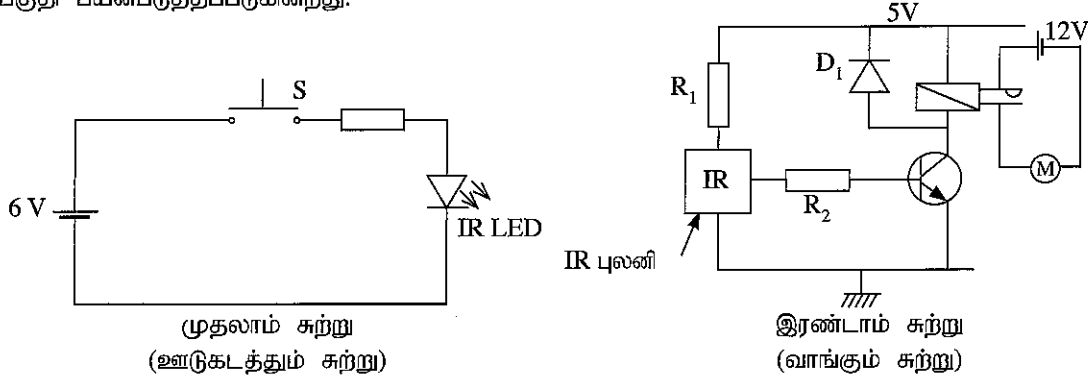 5V
12V
S
D₁
R₁
IR
R₂
M
6 V
IR LED
IR புலனி
முதலாம் சுற்று
(ஊடுகடத்தும் சுற்று)
இரண்டாம் சுற்று
(வாங்கும் சுற்று)